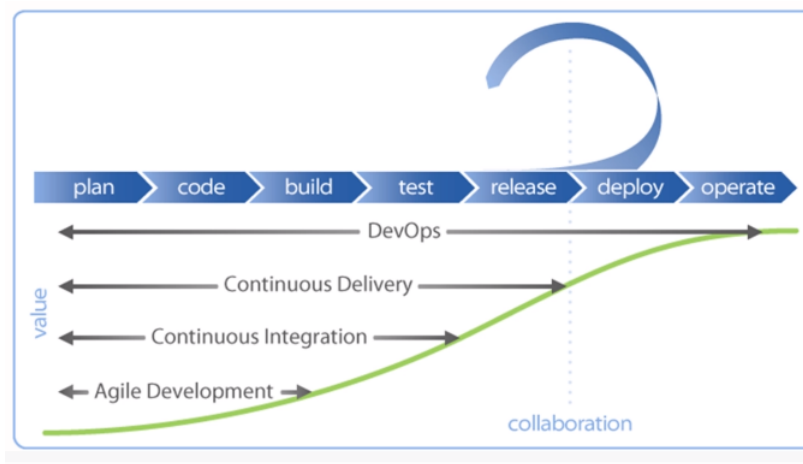 plan code build test release deploy operate
DevOps
Continuous Delivery
value
Continuous Integration
Agile Development
collaboration